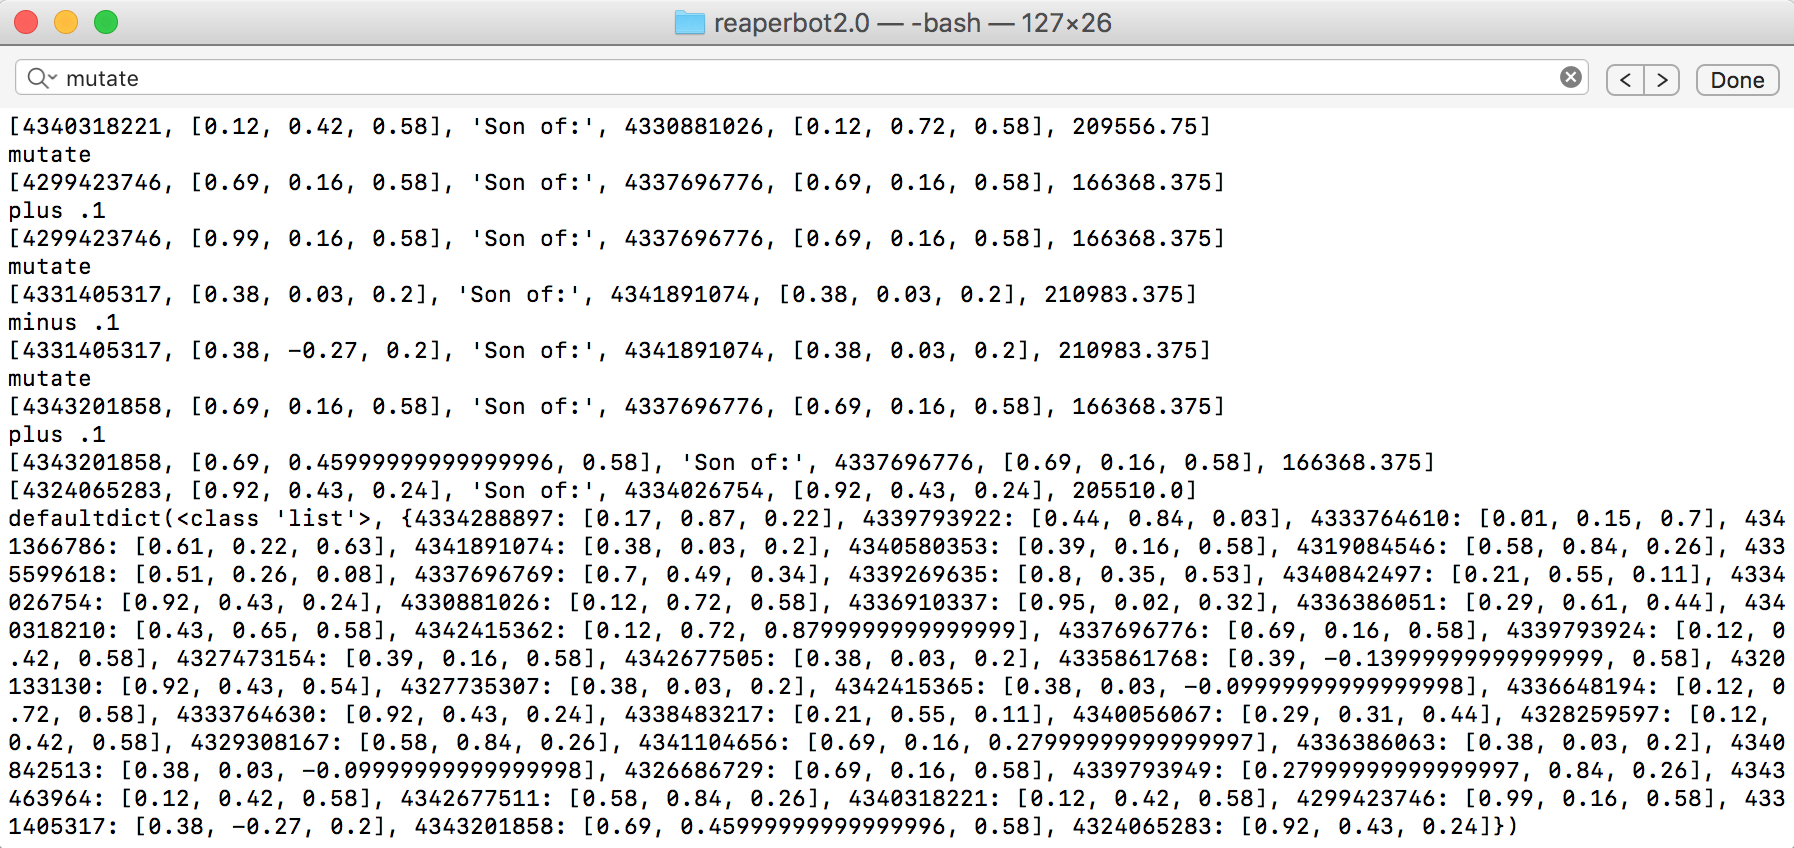 reaperbot2.0 — -bash — 127×26
mutate
< > Done
[4340318221, [0.12, 0.42, 0.58], 'Son of:', 4330881026, [0.12, 0.72, 0.58], 209556.75]
mutate
[4299423746, [0.69, 0.16, 0.58], 'Son of:', 4337696776, [0.69, 0.16, 0.58], 166368.375]
plus .1
[4299423746, [0.99, 0.16, 0.58], 'Son of:', 4337696776, [0.69, 0.16, 0.58], 166368.375]
mutate
[4331405317, [0.38, 0.03, 0.2], 'Son of:', 4341891074, [0.38, 0.03, 0.2], 210983.375]
minus .1
[4331405317, [0.38, -0.27, 0.2], 'Son of:', 4341891074, [0.38, 0.03, 0.2], 210983.375]
mutate
[4343201858, [0.69, 0.16, 0.58], 'Son of:', 4337696776, [0.69, 0.16, 0.58], 166368.375]
plus .1
[4343201858, [0.69, 0.45999999999999996, 0.58], 'Son of:', 4337696776, [0.69, 0.16, 0.58], 166368.375]
[4324065283, [0.92, 0.43, 0.24], 'Son of:', 4334026754, [0.92, 0.43, 0.24], 205510.0]
defaultdict(<class 'list'>, {4334288897: [0.17, 0.87, 0.22], 4339793922: [0.44, 0.84, 0.03], 4333764610: [0.01, 0.15, 0.7], 434
1366786: [0.61, 0.22, 0.63], 4341891074: [0.38, 0.03, 0.2], 4340580353: [0.39, 0.16, 0.58], 4319084546: [0.58, 0.84, 0.26], 433
5599618: [0.51, 0.26, 0.08], 4337696769: [0.7, 0.49, 0.34], 4339269635: [0.8, 0.35, 0.53], 4340842497: [0.21, 0.55, 0.11], 4334
026754: [0.92, 0.43, 0.24], 4330881026: [0.12, 0.72, 0.58], 4336910337: [0.95, 0.02, 0.32], 4336386051: [0.29, 0.61, 0.44], 434
0318210: [0.43, 0.65, 0.58], 4342415362: [0.12, 0.72, 0.8799999999999999], 4337696776: [0.69, 0.16, 0.58], 4339793924: [0.12, 0
.42, 0.58], 4327473154: [0.39, 0.16, 0.58], 4342677505: [0.38, 0.03, 0.2], 4335861768: [0.39, -0.13999999999999999, 0.58], 4320
133130: [0.92, 0.43, 0.54], 4327735307: [0.38, 0.03, 0.2], 4342415365: [0.38, 0.03, -0.09999999999999998], 4336648194: [0.12, 0
.72, 0.58], 4333764630: [0.92, 0.43, 0.24], 4338483217: [0.21, 0.55, 0.11], 4340056067: [0.29, 0.31, 0.44], 4328259597: [0.12, 
0.42, 0.58], 4329308167: [0.58, 0.84, 0.26], 4341104656: [0.69, 0.16, 0.27999999999999997], 4336386063: [0.38, 0.03, 0.2], 4340
842513: [0.38, 0.03, -0.09999999999999998], 4326686729: [0.69, 0.16, 0.58], 4339793949: [0.27999999999999997, 0.84, 0.26], 4343
463964: [0.12, 0.42, 0.58], 4342677511: [0.58, 0.84, 0.26], 4340318221: [0.12, 0.42, 0.58], 4299423746: [0.99, 0.16, 0.58], 433
1405317: [0.38, -0.27, 0.2], 4343201858: [0.69, 0.45999999999999996, 0.58], 4324065283: [0.92, 0.43, 0.24]})